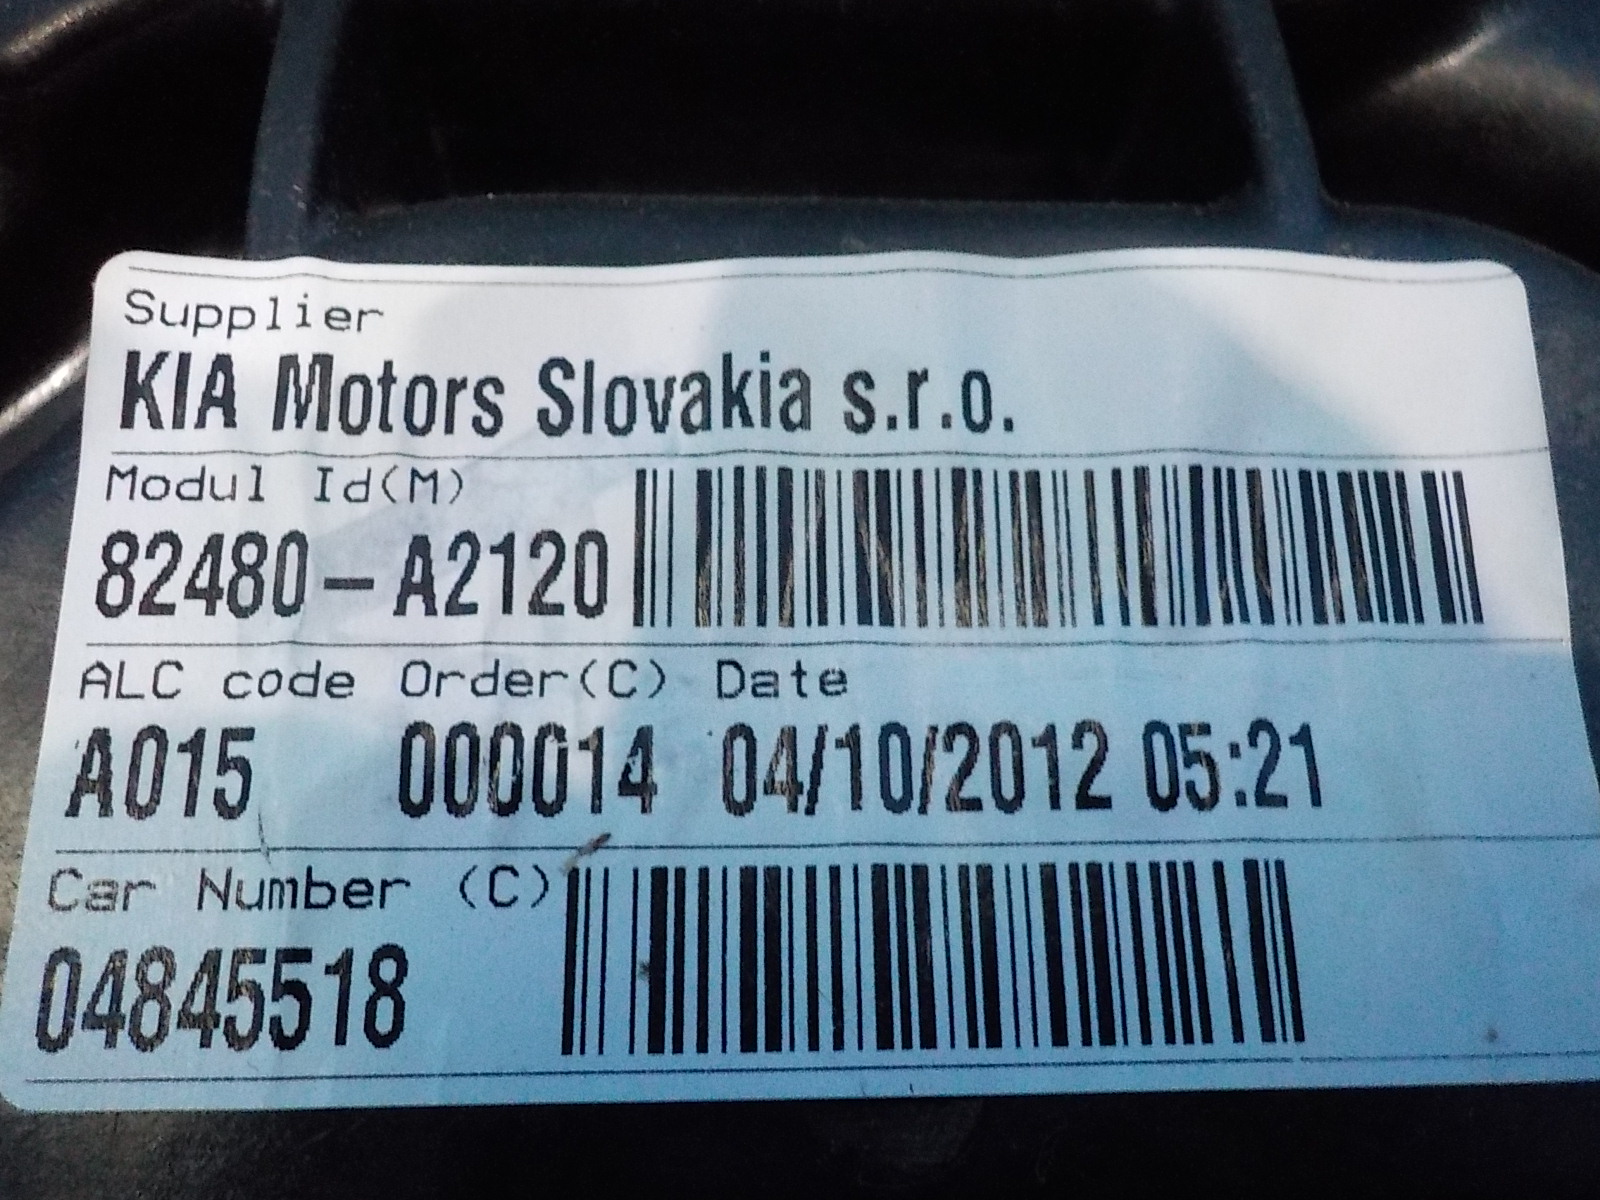 Supplier
KIA Motors Slovakia s.r.o.
Modul Id(M)
82480-A2120
ALC code Order(C) Date
A015 000014 04/10/2012 05:21
Car Number (C)
04845518